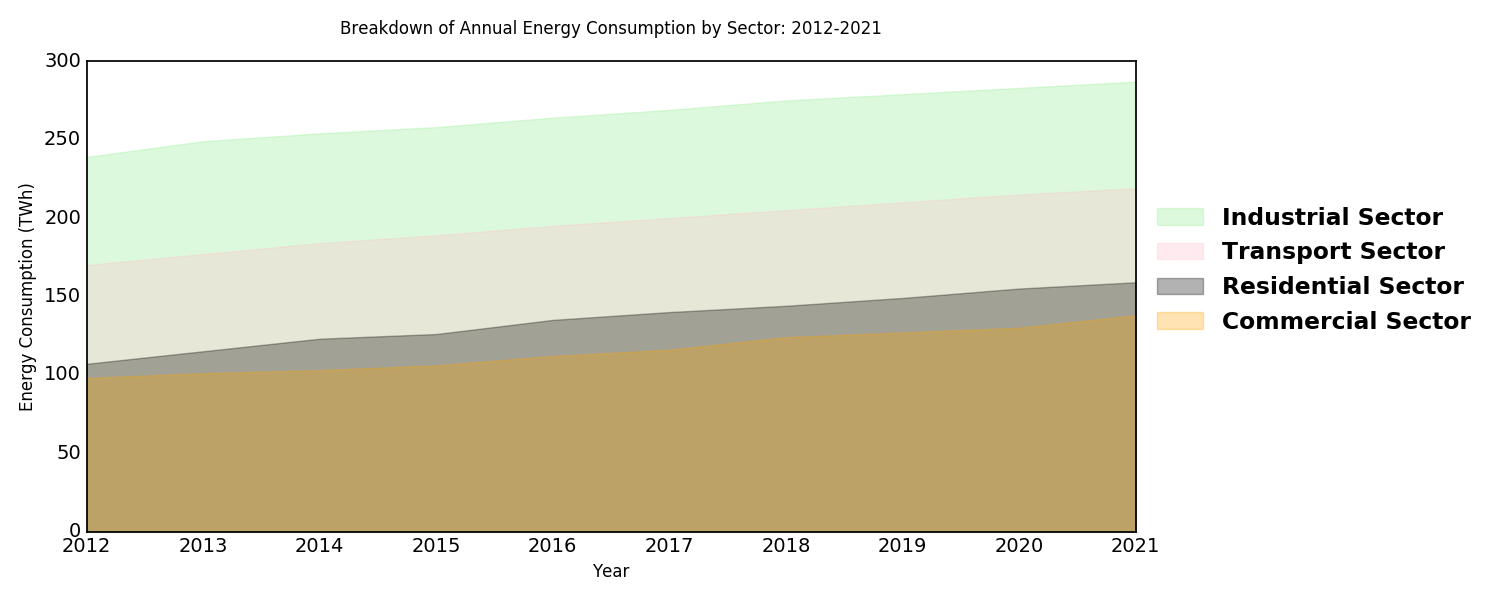 Breakdown of Annual Energy Consumption by Sector: 2012-2021
300
250
200
150
100
50
0
Energy Consumption (TWh)
2012 2013 2014 2015 2016 2017 2018 2019 2020 2021
Year
Industrial Sector
Transport Sector
Residential Sector
Commercial Sector